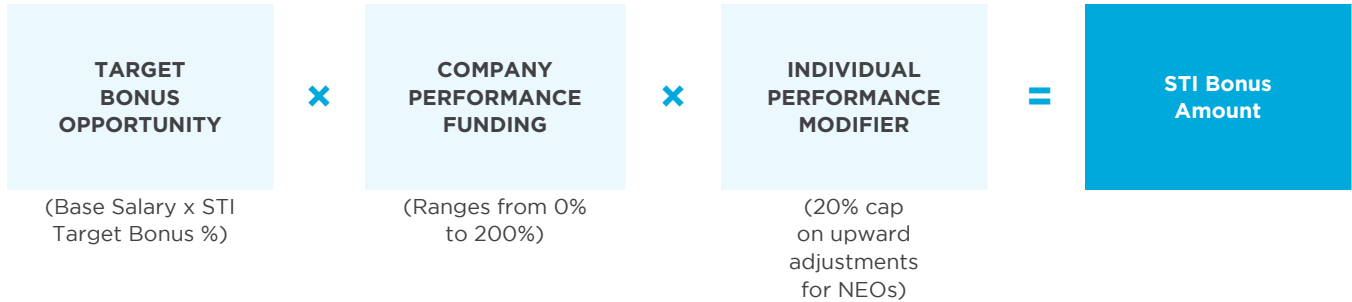 TARGET
BONUS
OPPORTUNITY
(Base Salary x STI
Target Bonus %)
×
COMPANY
PERFORMANCE
FUNDING
(Ranges from 0%
to 200%)
×
INDIVIDUAL
PERFORMANCE
MODIFIER
(20% cap
on upward
adjustments
for NEOs)
=
STI Bonus
Amount